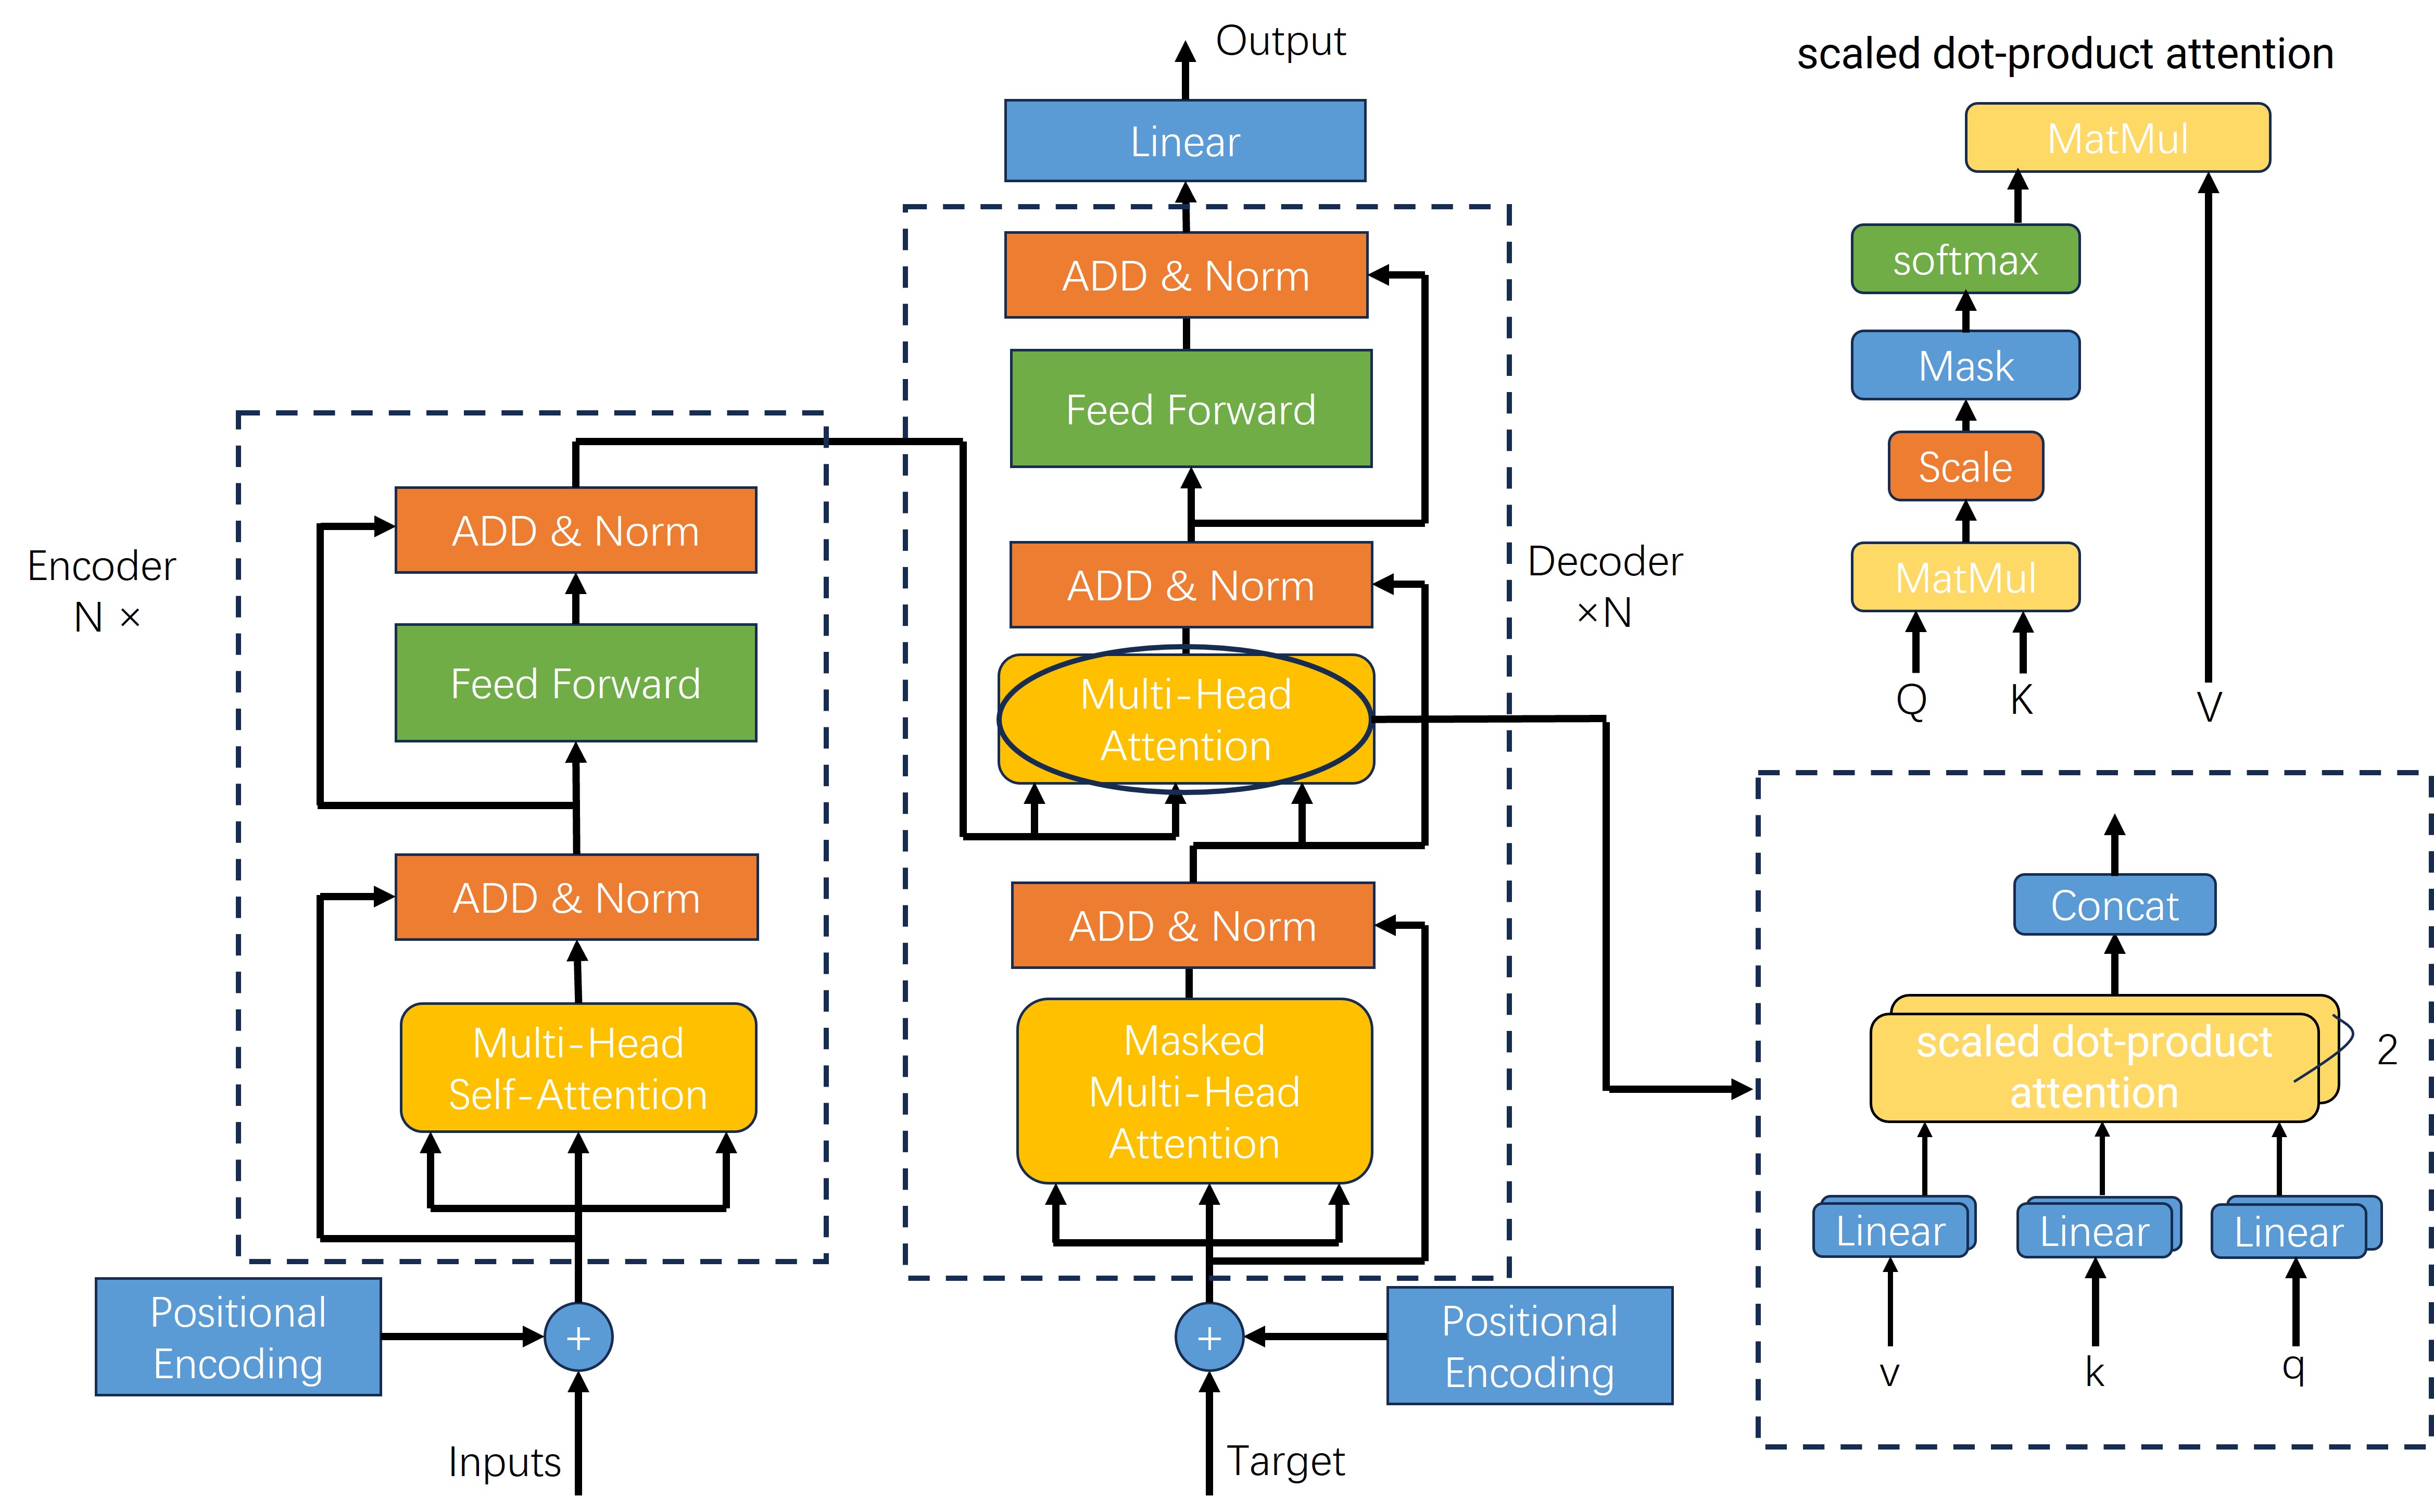 Output
Linear
ADD & Norm
Feed Forward
ADD & Norm
Multi-Head
Attention
ADD & Norm
Masked
Multi-Head
Attention
+
Positional
Encoding
Target
Decoder
×N
Encoder
N ×
ADD & Norm
Feed Forward
ADD & Norm
Multi-Head
Self-Attention
Positional
Encoding
+
Inputs
scaled dot-product attention
MatMul
softmax
Mask
Scale
MatMul
Q
K
V
Concat
scaled dot-product
attention
2
Linear
Linear
Linear
v
k
q